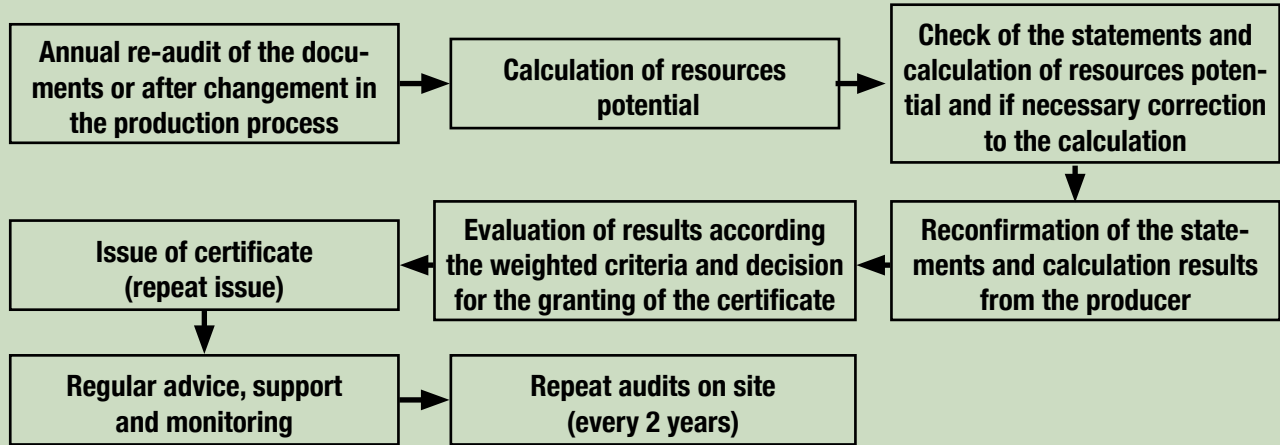 Annual re-audit of the docu-
ments or after changement in
the production process
Calculation of resources
potential
Check of the statements and
calculation of resources poten-
tial and if necessary correction
to the calculation
Reconfirmation of the state-
ments and calculation results
from the producer
Evaluation of results according
the weighted criteria and decision
for the granting of the certificate
Issue of certificate
(repeat issue)
Regular advice, support
and monitoring
Repeat audits on site
(every 2 years)